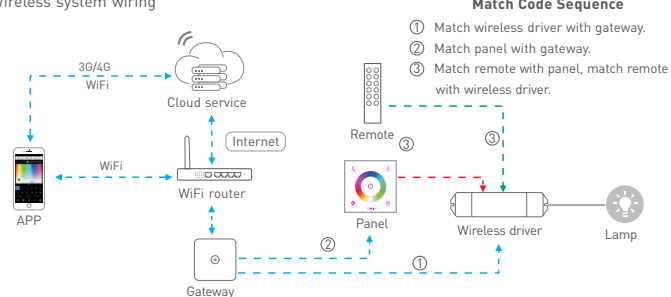 Wireless system wiring
Match Code Sequence
① Match wireless driver with gateway.
② Match panel with gateway.
③ Match remote with panel, match remote
with wireless driver.
3G/4G
WiFi
Cloud service
Internet
Remote
③
③
WiFi
WiFi router
APP
Panel
Wireless driver
Lamp
②
①
Gateway